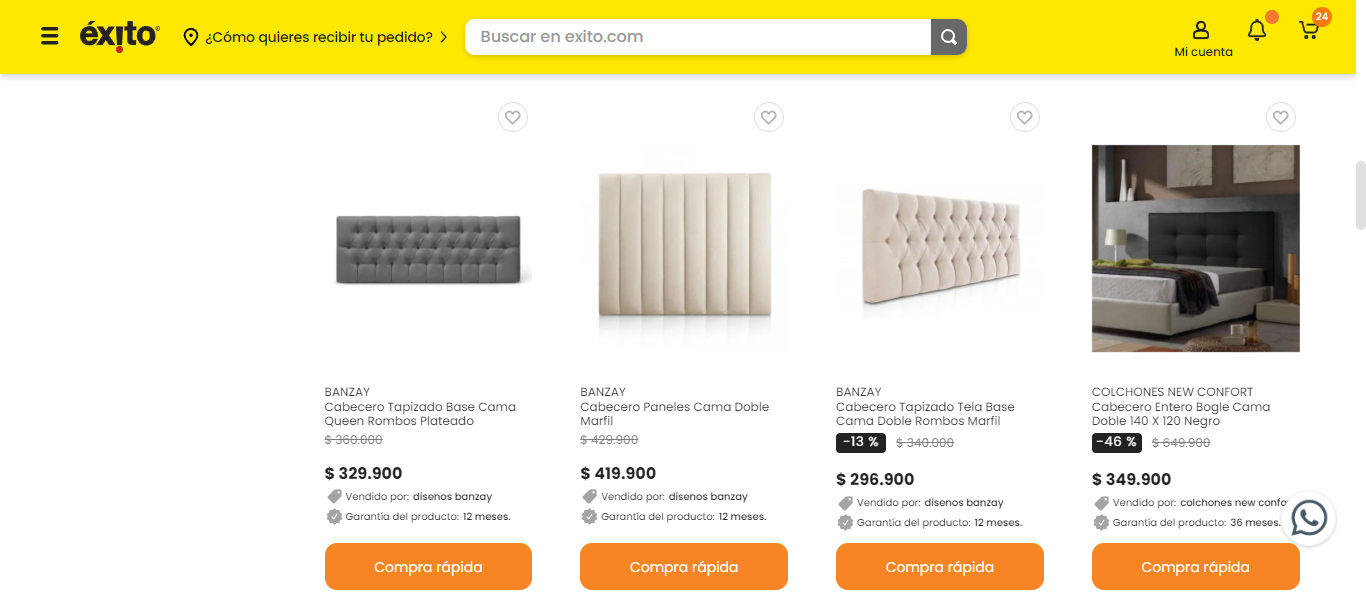 éxito
¿Cómo quieres recibir tu pedido?
Buscar en exito.com
Mi cuenta
24
BANZAY
Cabecero Tapizado Base Cama
Queen Rombos Plateado
$ 360.000
$ 329.900
Vendido por: disenos banzay
Garantía del producto: 12 meses.
Compra rápida
BANZAY
Cabecero Paneles Cama Doble
Marfil
$ 429.900
$ 419.900
Vendido por: disenos banzay
Garantía del producto: 12 meses.
Compra rápida
BANZAY
Cabecero Tapizado Tela Base
Cama Doble Rombos Marfil
-13 % $ 340.000
$ 296.900
Vendido por: disenos banzay
Garantía del producto: 12 meses.
Compra rápida
COLCHONES NEW CONFORT
Cabecero Entero Bogle Cama
Doble 140 X 120 Negro
-46 % $ 649.900
$ 349.900
Vendido por: colchones new
Garantía del producto: 36 meses.
Compra rápida